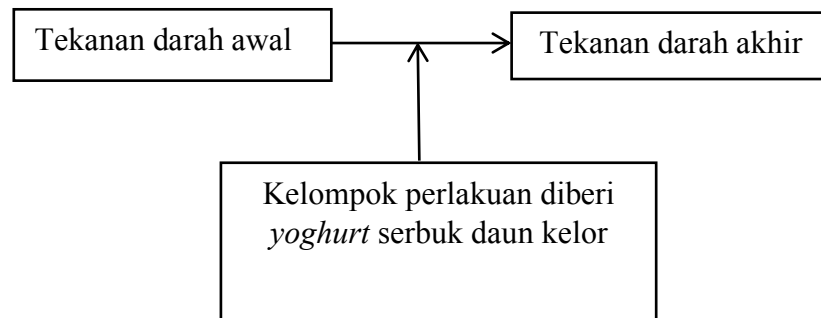 Tekanan darah awal
Tekanan darah akhir
Kelompok perlakuan diberi
yoghurt serbuk daun kelor